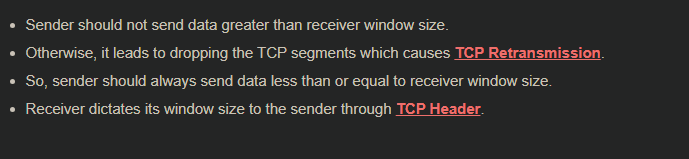 Sender should not send data greater than receiver window size.
Otherwise, it leads to dropping the TCP segments which causes TCP Retransmission.
So, sender should always send data less than or equal to receiver window size.
Receiver dictates its window size to the sender through TCP Header.